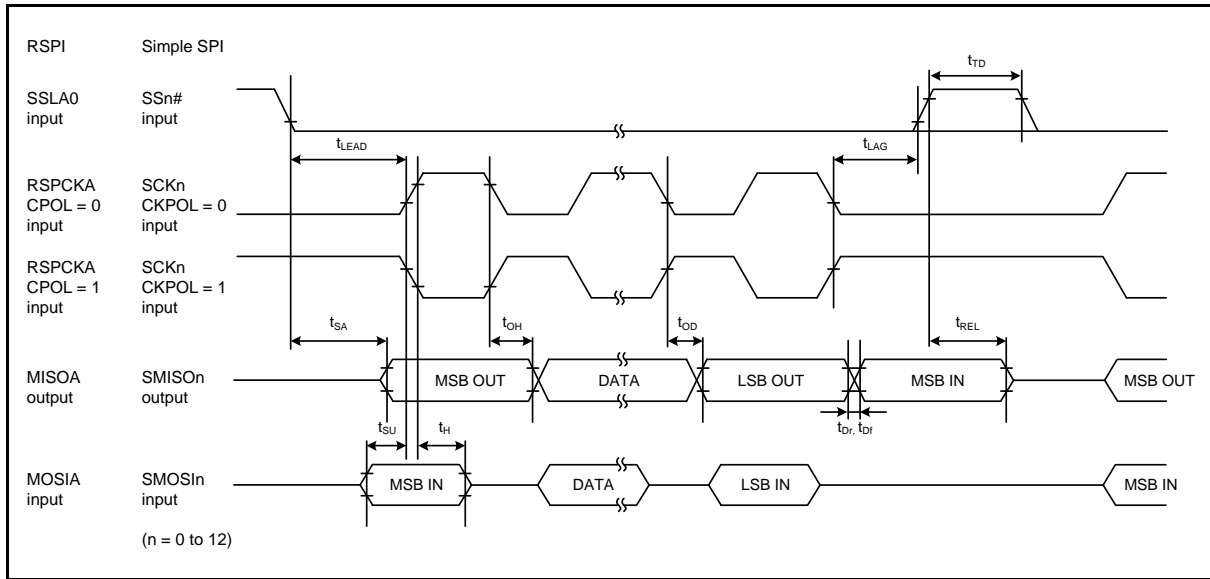 RSPI Simple SPI
tTD
SSLA0 SSn#
input input
tLEAD tLAG
RSPCKA SCKn
CPOL = 0 CKPOL = 0
input input
RSPCKA SCKn
CPOL = 1 CKPOL = 1
input input
tSA tOH tOD tREL
MISOA SMISOn
output output
MSB OUT DATA LSB OUT MSB IN MSB OUT
tSU tH tDr, tDf
MOSIA SMOSIn
input input
MSB IN DATA LSB IN MSB IN
(n = 0 to 12)